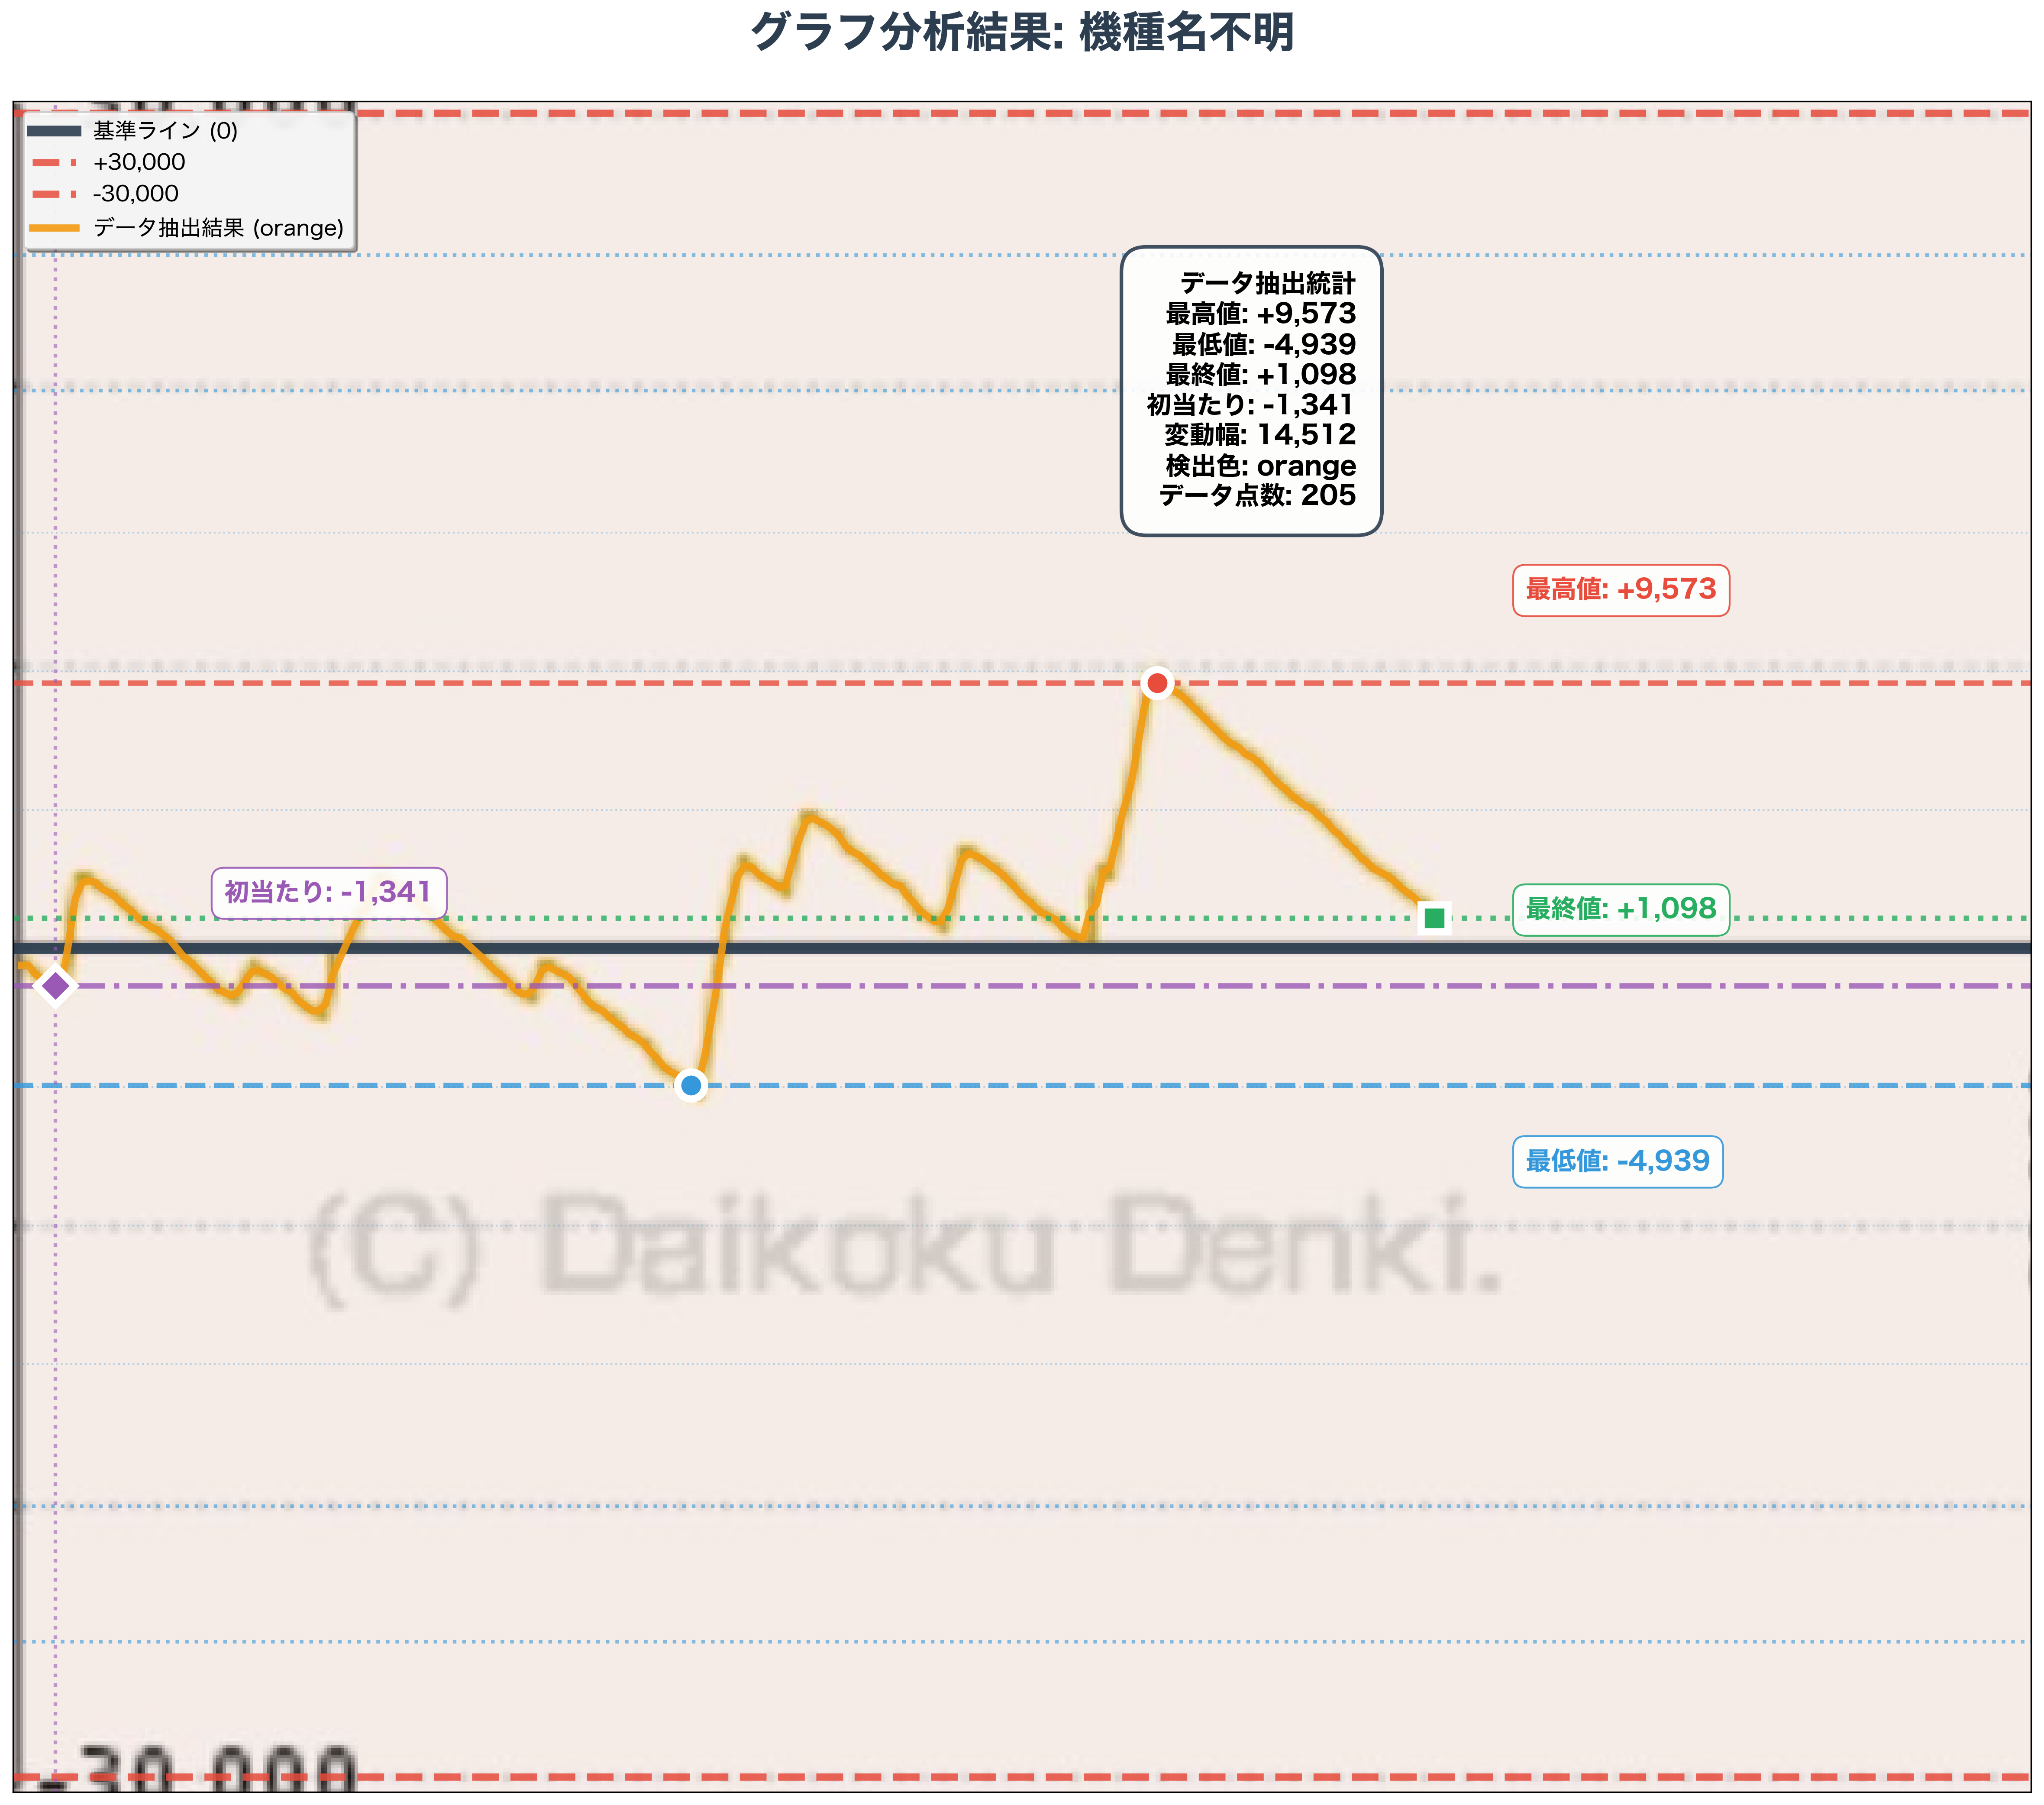 グラフ分析結果: 機種名不明
基準ライン (0)
+30,000
-30,000
データ抽出結果 (orange)
データ抽出統計
最高値: +9,573
最低値: -4,939
最終値: +1,098
初当たり: -1,341
変動幅: 14,512
検出色: orange
データ点数: 205
最高値: +9,573
初当たり: -1,341
最終値: +1,098
最低値: -4,939
(C) Daikoku Denki.
-30,000